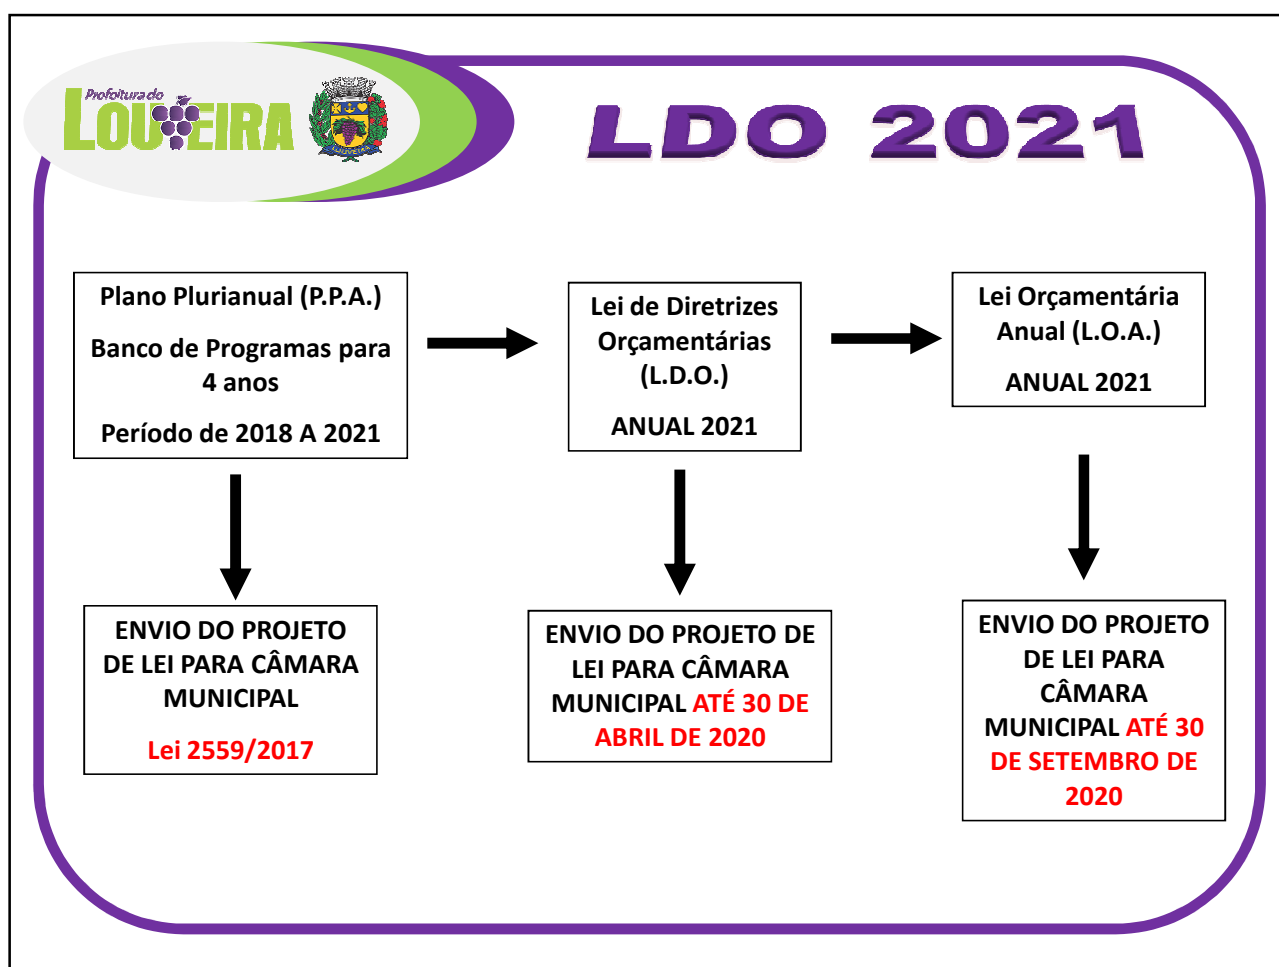 Prefeitura de
LOUVEIRA
LOUVEIRA
LDO 2021
Plano Plurianual (P.P.A.)
Banco de Programas para
4 anos
Período de 2018 A 2021
Lei de Diretrizes
Orçamentárias
(L.D.O.)
ANUAL 2021
Lei Orçamentária
Anual (L.O.A.)
ANUAL 2021
ENVIO DO PROJETO
DE LEI PARA CÂMARA
MUNICIPAL
Lei 2559/2017
ENVIO DO PROJETO DE
LEI PARA CÂMARA
MUNICIPAL ATÉ 30 DE
ABRIL DE 2020
ENVIO DO PROJETO
DE LEI PARA
CÂMARA
MUNICIPAL ATÉ 30
DE SETEMBRO DE
2020